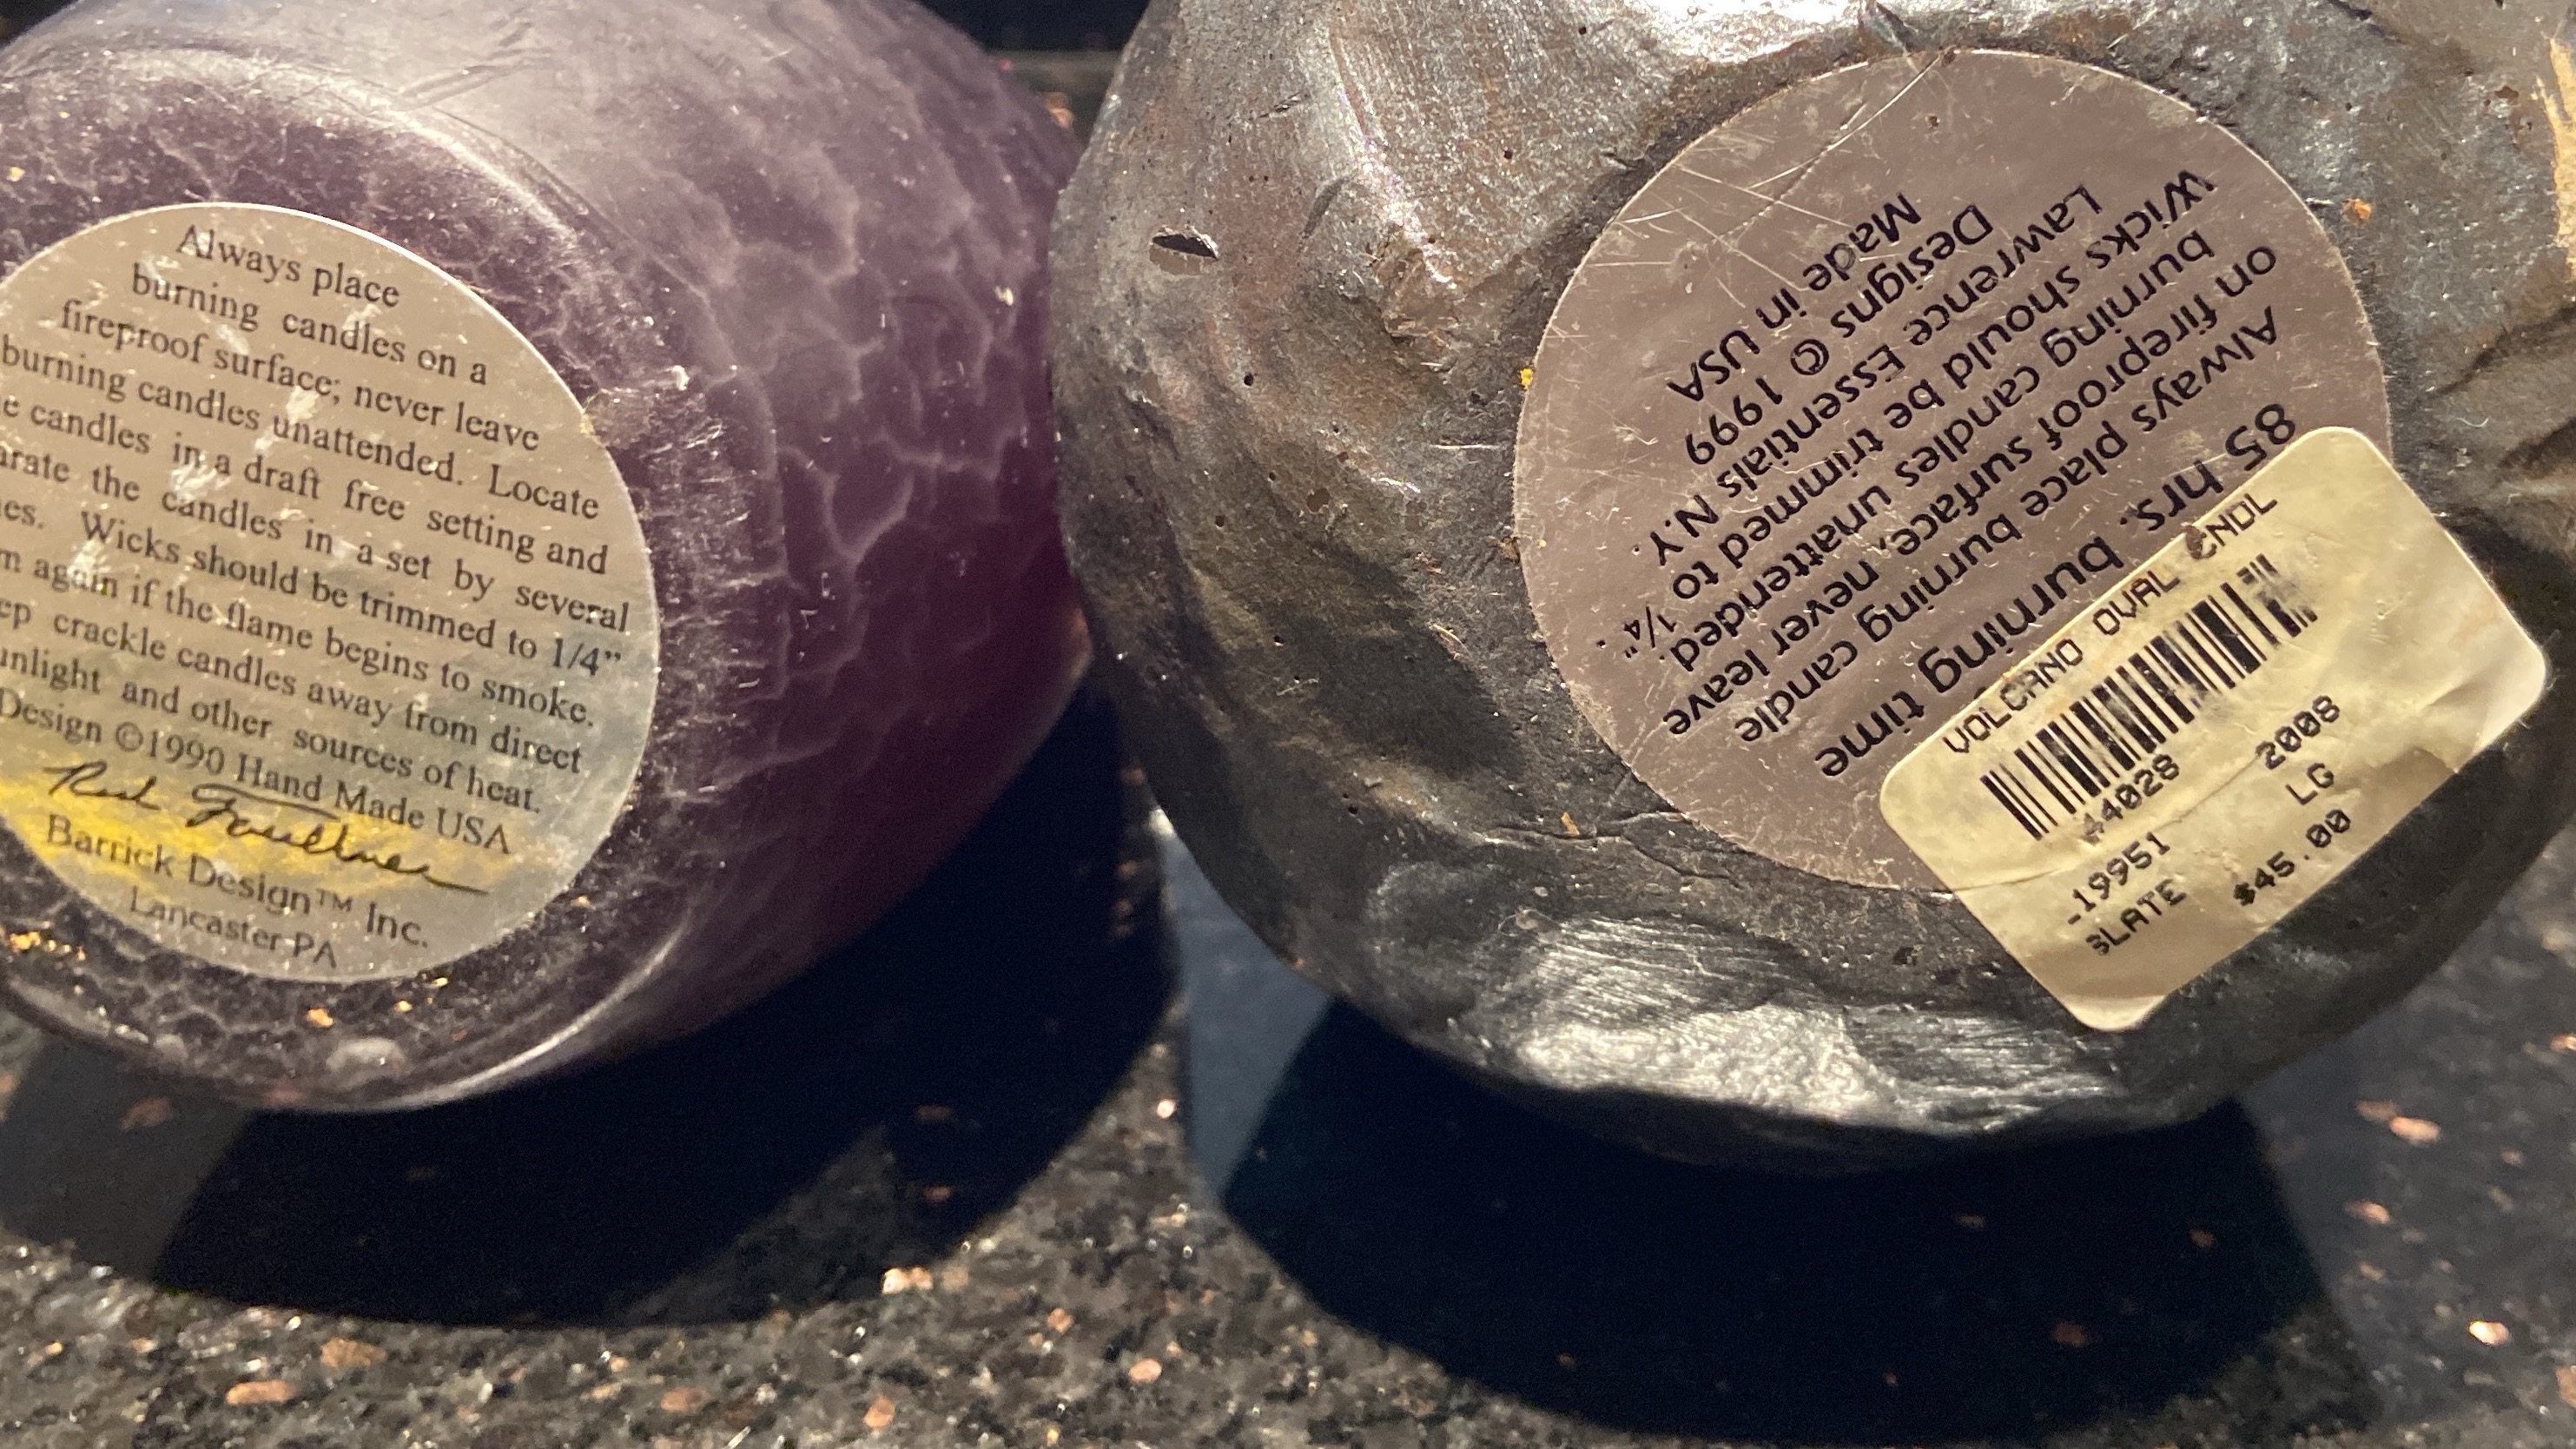 Always place
burning candles on a
fireproof surface; never leave
burning candles unattended. Locate
candles in a draft free setting and
the candles in a set by several
Wicks should be trimmed to 1/4”
again if the flame begins to smoke.
crackle candles away from direct
and other sources of heat.
Design ©1990 Hand Made USA
Barrick Design™ Inc.
Lancaster PA
85 hrs. burning time
Always place burning candle
on fireproof surface, never leave
burning candles unattended.
Wicks should be trimmed to 1/4".
Lawrence Essentials N.Y.
Designs © 1999
Made in USA
VOLCANO OVAL CNDL
44028 2008
-19951 LG
SLATE $45.00